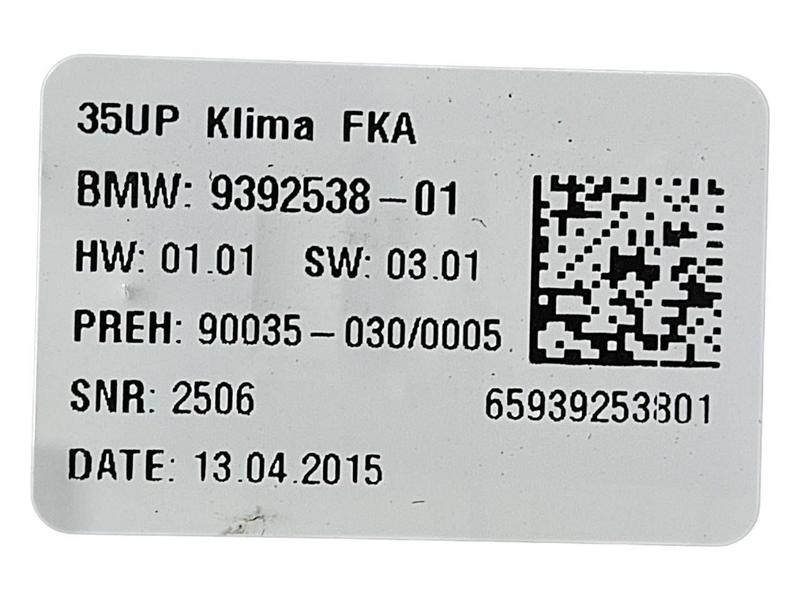 35UP Klima FKA
BMW: 9392538-01
HW: 01.01 SW: 03.01
PREH: 90035-030/0005
SNR: 2506
65939253801
DATE: 13.04.2015